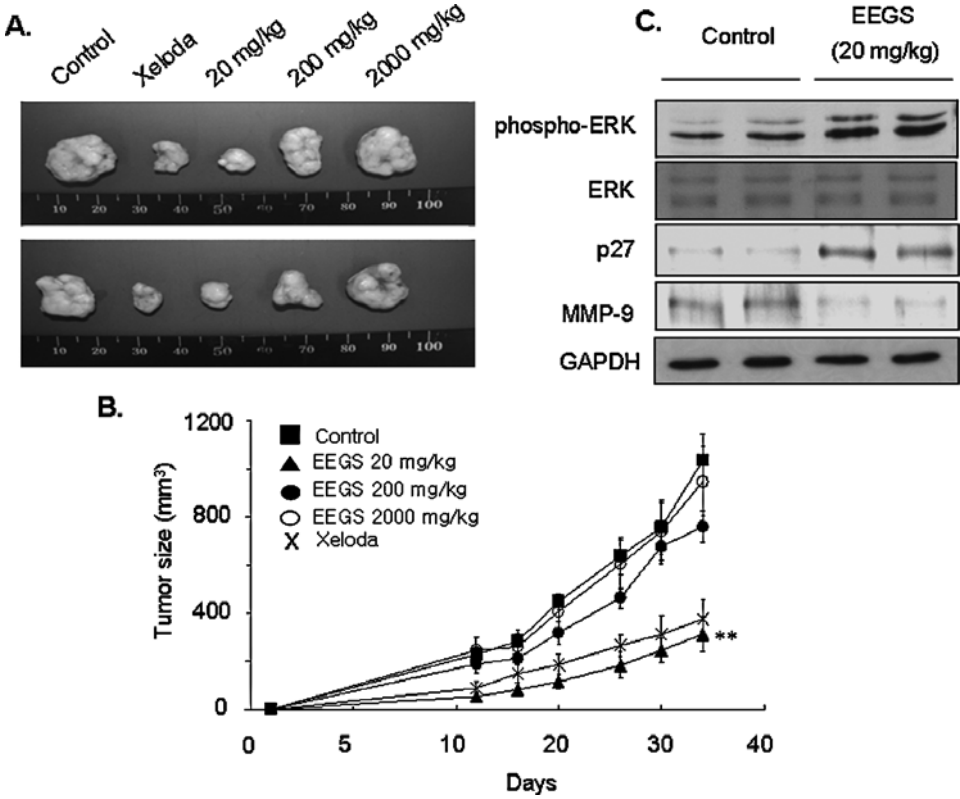 A.
Control
Xeloda
20 mg/kg
200 mg/kg
2000 mg/kg
10 20 30 40 50 60 70 80 90 100
10 20 30 40 50 60 70 80 90 100
C.
Control
EEGS
(20 mg/kg)
phospho-ERK
ERK
p27
MMP-9
GAPDH
B.
Tumor size (mm³)
1200
800
400
0
Control
EEGS 20 mg/kg
EEGS 200 mg/kg
EEGS 2000 mg/kg
Xeloda
**
0 5 10 20 30 40
Days